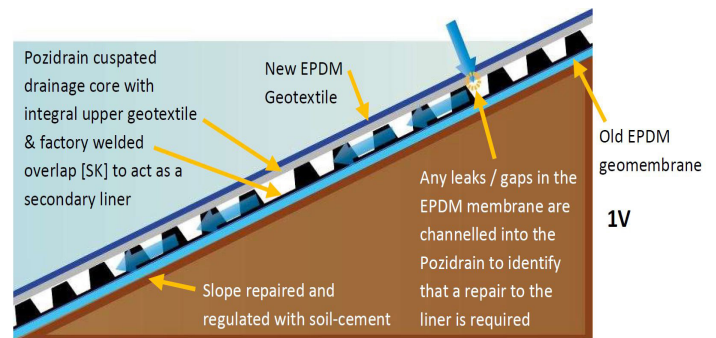 Pozidrain cuspated
drainage core with
integral upper geotextile
& factory welded
overlap [SK] to act as a
secondary liner
New EPDM
Geotextile
Old EPDM
geomembrane
1V
Any leaks / gaps in the
EPDM membrane are
channelled into the
Pozidrain to identify
that a repair to the
liner is required
Slope repaired and
regulated with soil-cement